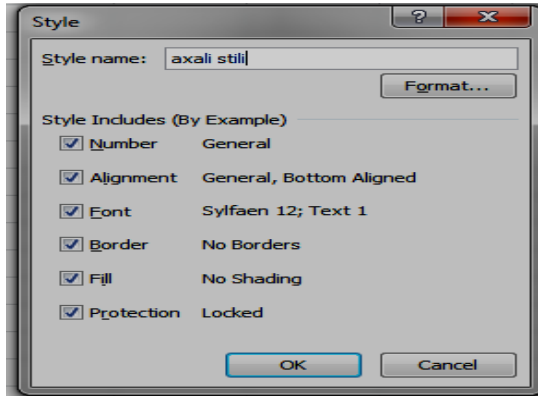 Style
Style name: axali stili
Format...
Style Includes (By Example)
Number General
Alignment General, Bottom Aligned
Font Sylfaen 12; Text 1
Border No Borders
Fill No Shading
Protection Locked
OK Cancel